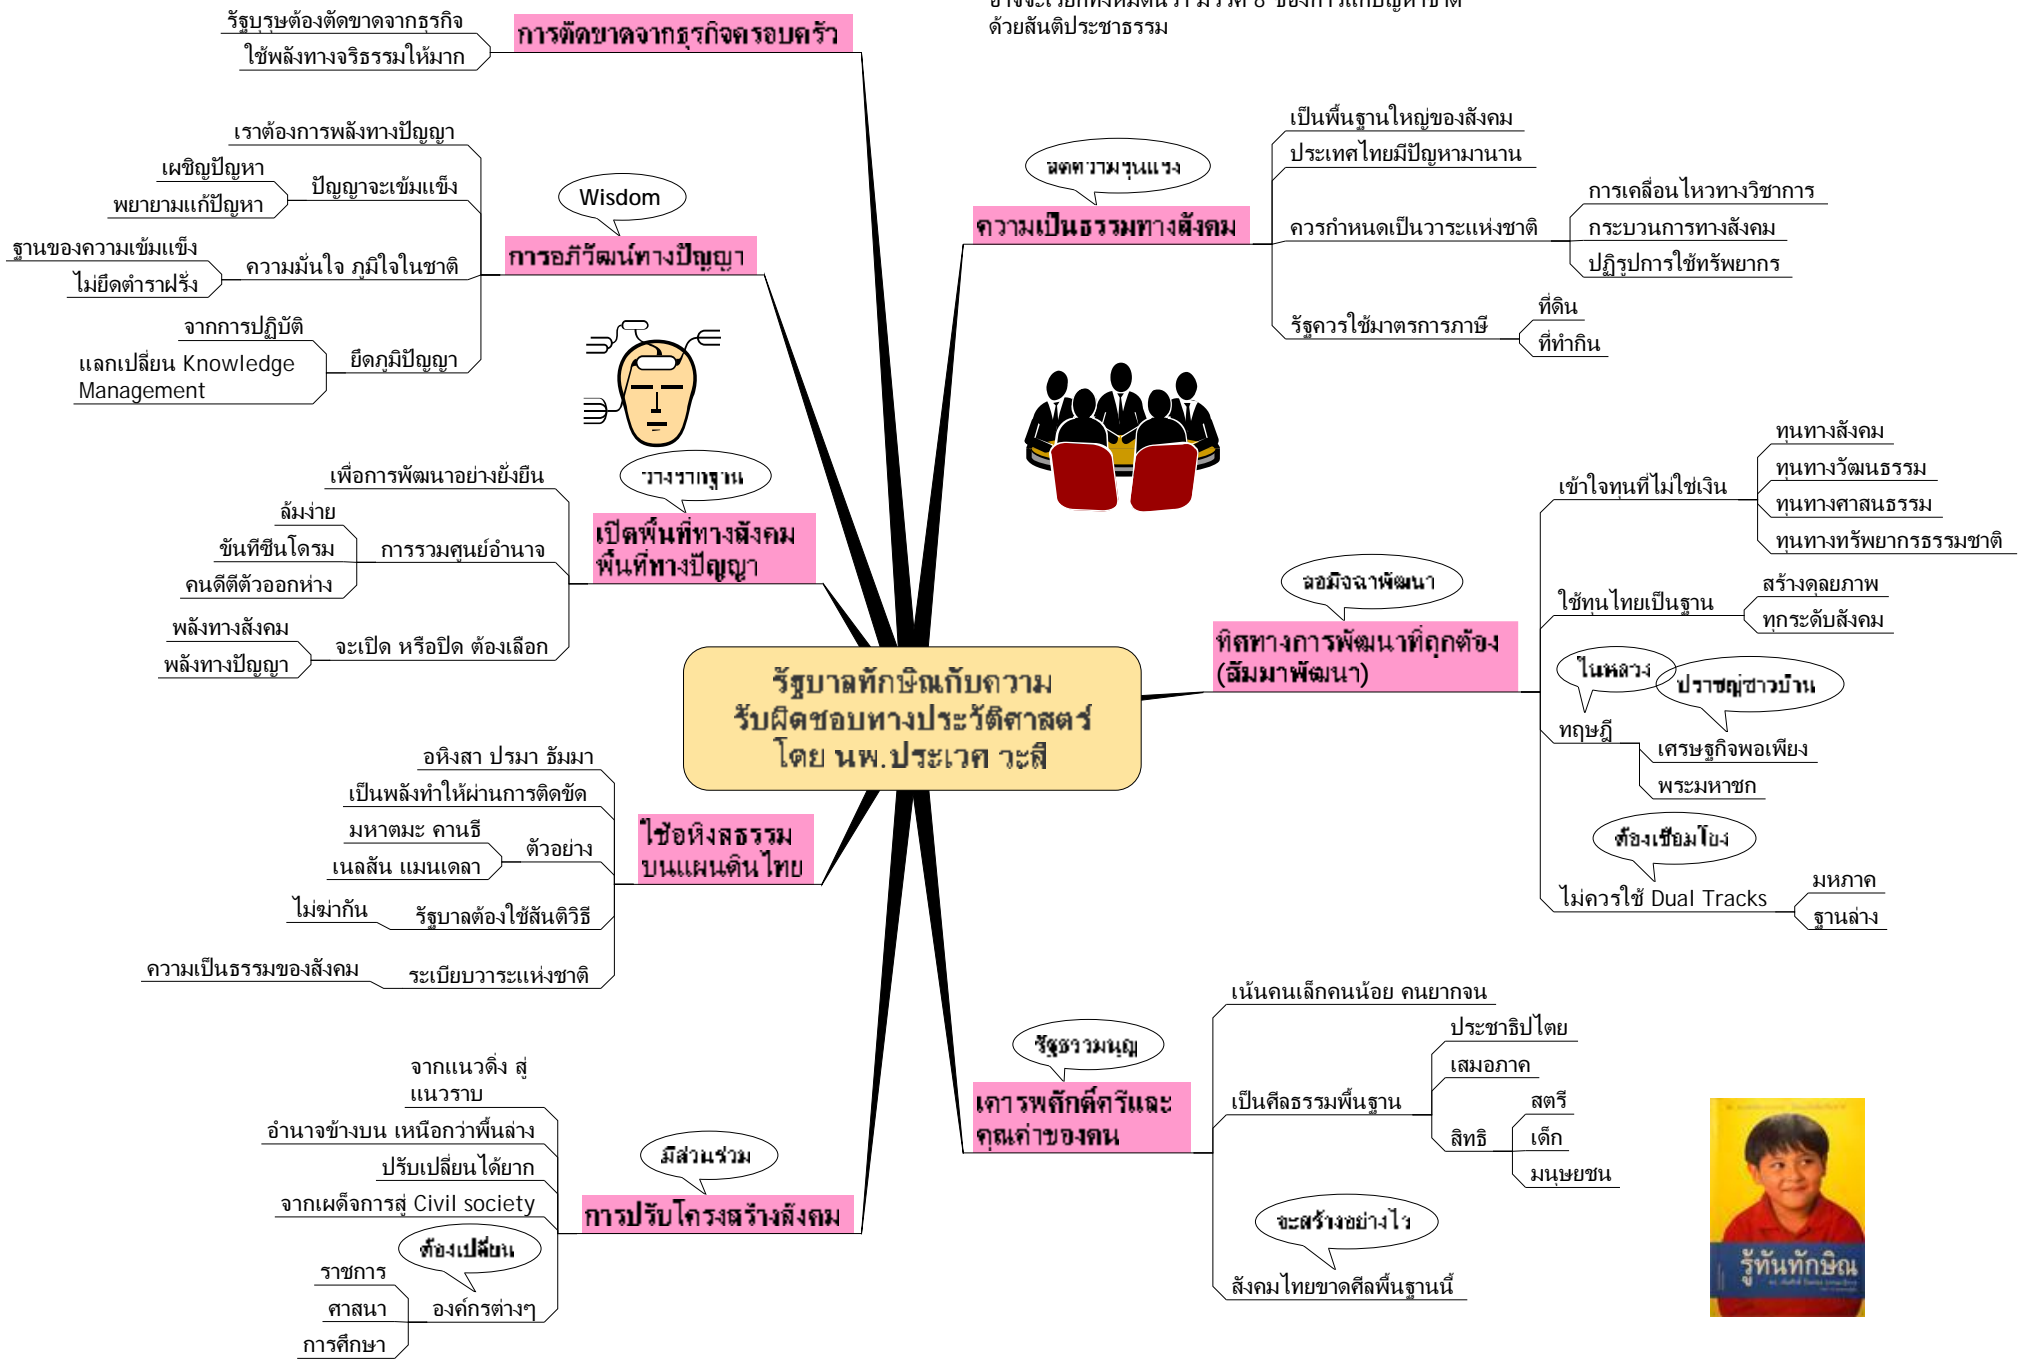 ด้วยสันติประชาธรรม
รัฐบาลทักษิณกับความ
รับผิดชอบทางประวัติศาสตร์
โดย นพ.ประเวศ วะสี
ลดความรุนแรง
ความเป็นธรรมทางสังคม
เป็นพื้นฐานใหญ่ของสังคม
ประเทศไทยมีปัญหามานาน
ควรกำหนดเป็นวาระแห่งชาติ
การเคลื่อนไหวทางวิชาการ
กระบวนการทางสังคม
ปฏิรูปการใช้ทรัพยากร
รัฐควรใช้มาตรการภาษี
ที่ดิน
ที่ทำกิน
ทิศทางการพัฒนาที่ถูกต้อง
(สัมมาพัฒนา)
เข้าใจทุนที่ไม่ใช่เงิน
ทุนทางสังคม
ทุนทางวัฒนธรรม
ทุนทางศาสนธรรม
ทุนทางทรัพยากรธรรมชาติ
ใช้ทุนไทยเป็นฐาน
สร้างดุลยภาพ
ทุกระดับสังคม
ในหลวง
ปราชญ์ชาวบ้าน
ทฤษฎี
เศรษฐกิจพอเพียง
พระมหาชก
ต้องเชื่อมโยง
ไม่ควรใช้ Dual Tracks
มหภาค
ฐานล่าง
รัฐธรรมนูญ
เคารพศักดิ์ศรีและ
คุณค่าของคน
เน้นคนเล็กคนน้อย คนยากจน
เป็นศีลธรรมพื้นฐาน
ประชาธิปไตย
เสมอภาค
สิทธิ
สตรี
เด็ก
มนุษยชน
จะสร้างอย่างไร
สังคมไทยขาดศีลพื้นฐานนี้
รู้ทันทักษิณ
การตัดขาดจากธุรกิจครอบครัว
รัฐบุรุษต้องตัดขาดจากธุรกิจ
ใช้พลังทางจริธรรมให้มาก
Wisdom
การอภิวัฒน์ทางปัญญา
เราต้องการพลังทางปัญญา
ปัญญาจะเข้มแข็ง
เผชิญปัญหา
พยายามแก้ปัญหา
ความมั่นใจ ภูมิใจในชาติ
ฐานของความเข้มแข็ง
ไม่ยึดตำราฝรั่ง
ยึดภูมิปัญญา
จากการปฏิบัติ
แลกเปลี่ยน Knowledge
Management
วางรากฐาน
เปิดพื้นที่ทางสังคม
พื้นที่ทางปัญญา
เพื่อการพัฒนาอย่างยั่งยืน
การรวมศูนย์อำนาจ
ล้มง่าย
ขันทีซินโดรม
คนดีตีตัวออกห่าง
จะเปิด หรือปิด ต้องเลือก
พลังทางสังคม
พลังทางปัญญา
ใช้อหิงสธรรม
บนแผ่นดินไทย
อหิงสา ปรมา ธัมมา
เป็นพลังทำให้ผ่านการติดขัด
ตัวอย่าง
มหาตมะ คานธี
เนลสัน แมนเดลา
รัฐบาลต้องใช้สันติวิธี
ไม่ฆ่ากัน
ระเบียบวาระแห่งชาติ
ความเป็นธรรมของสังคม
มีส่วนร่วม
การปรับโครงสร้างสังคม
จากแนวดิ่ง สู่
แนวราบ
อำนาจข้างบน เหนือกว่าพื้นล่าง
ปรับเปลี่ยนได้ยาก
จากเผด็จการสู่ Civil society
ต้องเปลี่ยน
องค์กรต่างๆ
ราชการ
ศาสนา
การศึกษา